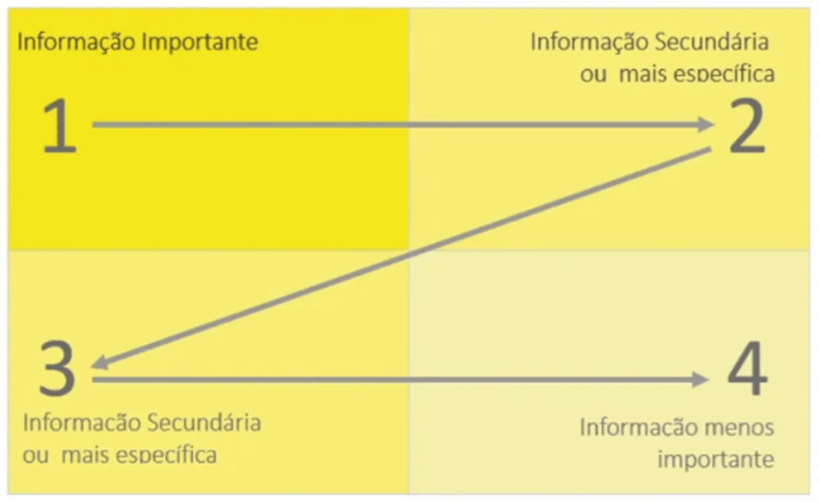 Informação Importante
1
Informação Secundária
ou mais específica
2
3
Informacão Secundária
ou mais específica
4
Informacão menos
importante